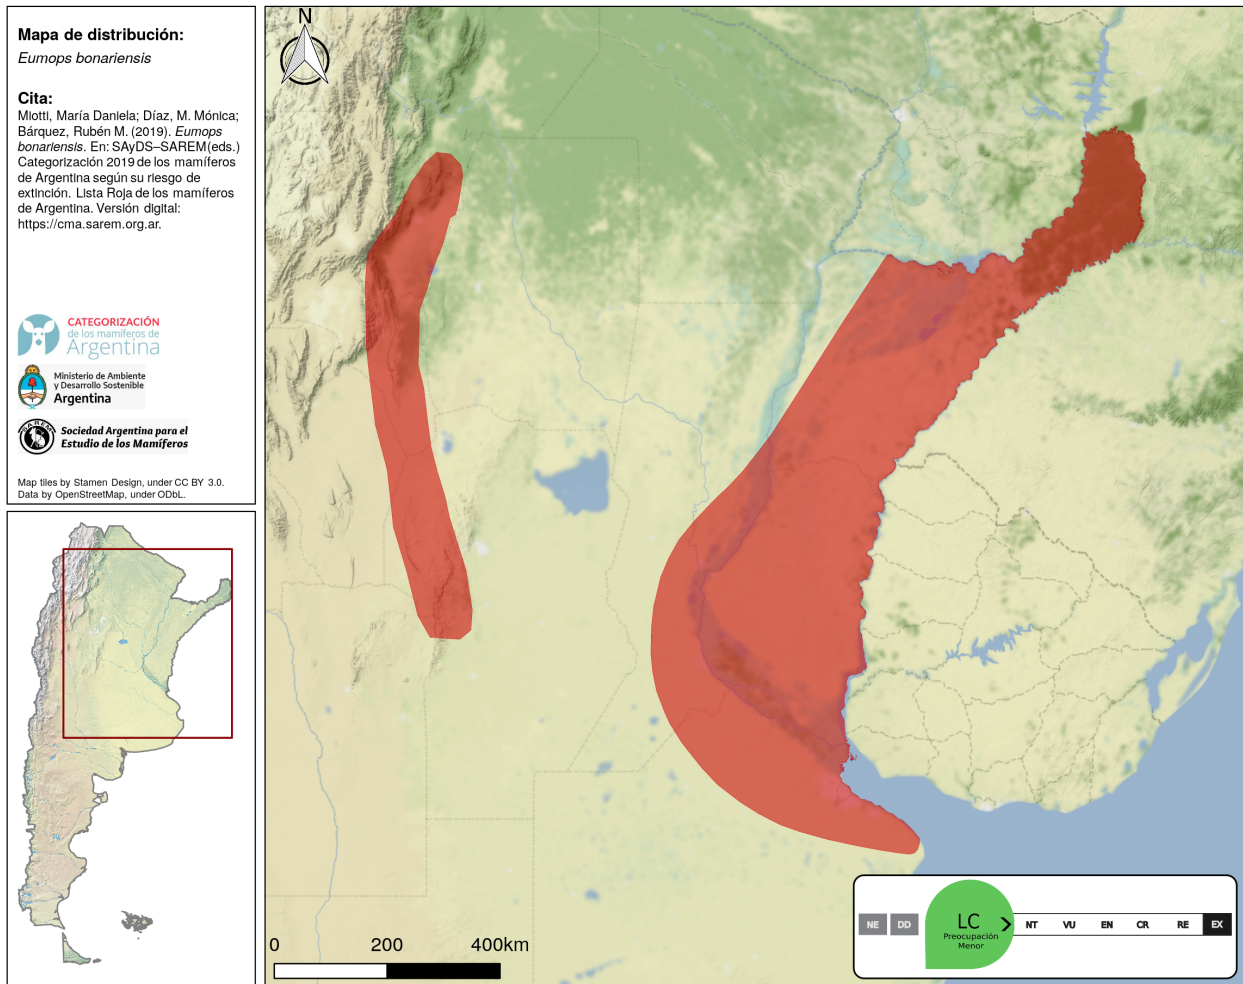 Mapa de distribución:
Eumops bonariensis
Cita:
Miotti, María Daniela; Díaz, M. Mónica;
Bárquez, Rubén M. (2019). Eumops
bonariensis. En: SAyDS–SAREM (eds.)
Categorización 2019 de los mamíferos
de Argentina según su riesgo de
extinción. Lista Roja de los mamíferos
de Argentina. Versión digital:
https://cma.sarem.org.ar.
CATEGORIZACIÓN
de los mamíferos de
Argentina
Ministerio de Ambiente
y Desarrollo Sostenible
Argentina
SAREM
Sociedad Argentina para el
Estudio de los Mamíferos
Map tiles by Stamen Design, under CC BY 3.0.
Data by OpenStreetMap, under ODbL.
N
0 200 400km
NE DD LC NT VU EN CR RE EX
Preocupación
Menor